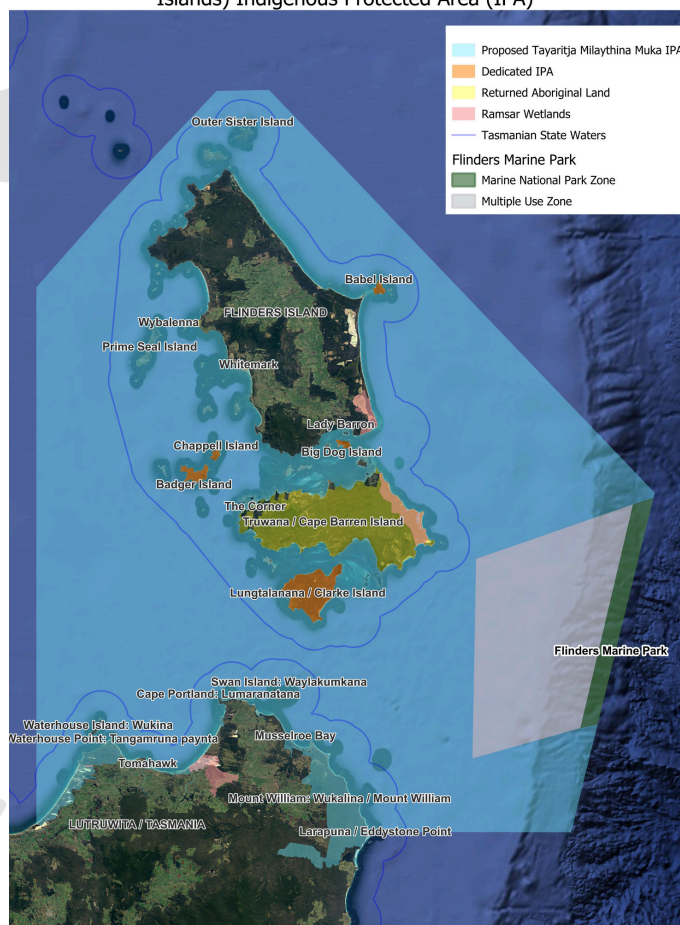 Islands) Indigenous Protected Area (IPA)
Proposed Tayaritja Milaythina Muka IPA
Dedicated IPA
Returned Aboriginal Land
Ramsar Wetlands
Tasmanian State Waters
Flinders Marine Park
Marine National Park Zone
Multiple Use Zone
Outer Sister Island
Babel Island
FLINDERS ISLAND
Wybalenna
Prime Seal Island
Whitemark
Lady Barron
Chappell Island
Big Dog Island
Badger Island
The Corner
Truwana / Cape Barren Island
Lungtalanana / Clarke Island
Flinders Marine Park
Swan Island: Waylakumkana
Cape Portland: Lumaranatana
Waterhouse Island: Wukina
Waterhouse Point: Tangamruna paynta
Musselroe Bay
Tomahawk
Mount William: Wukalina / Mount William
LUTRUWITA / TASMANIA
Larapuna / Eddystone Point